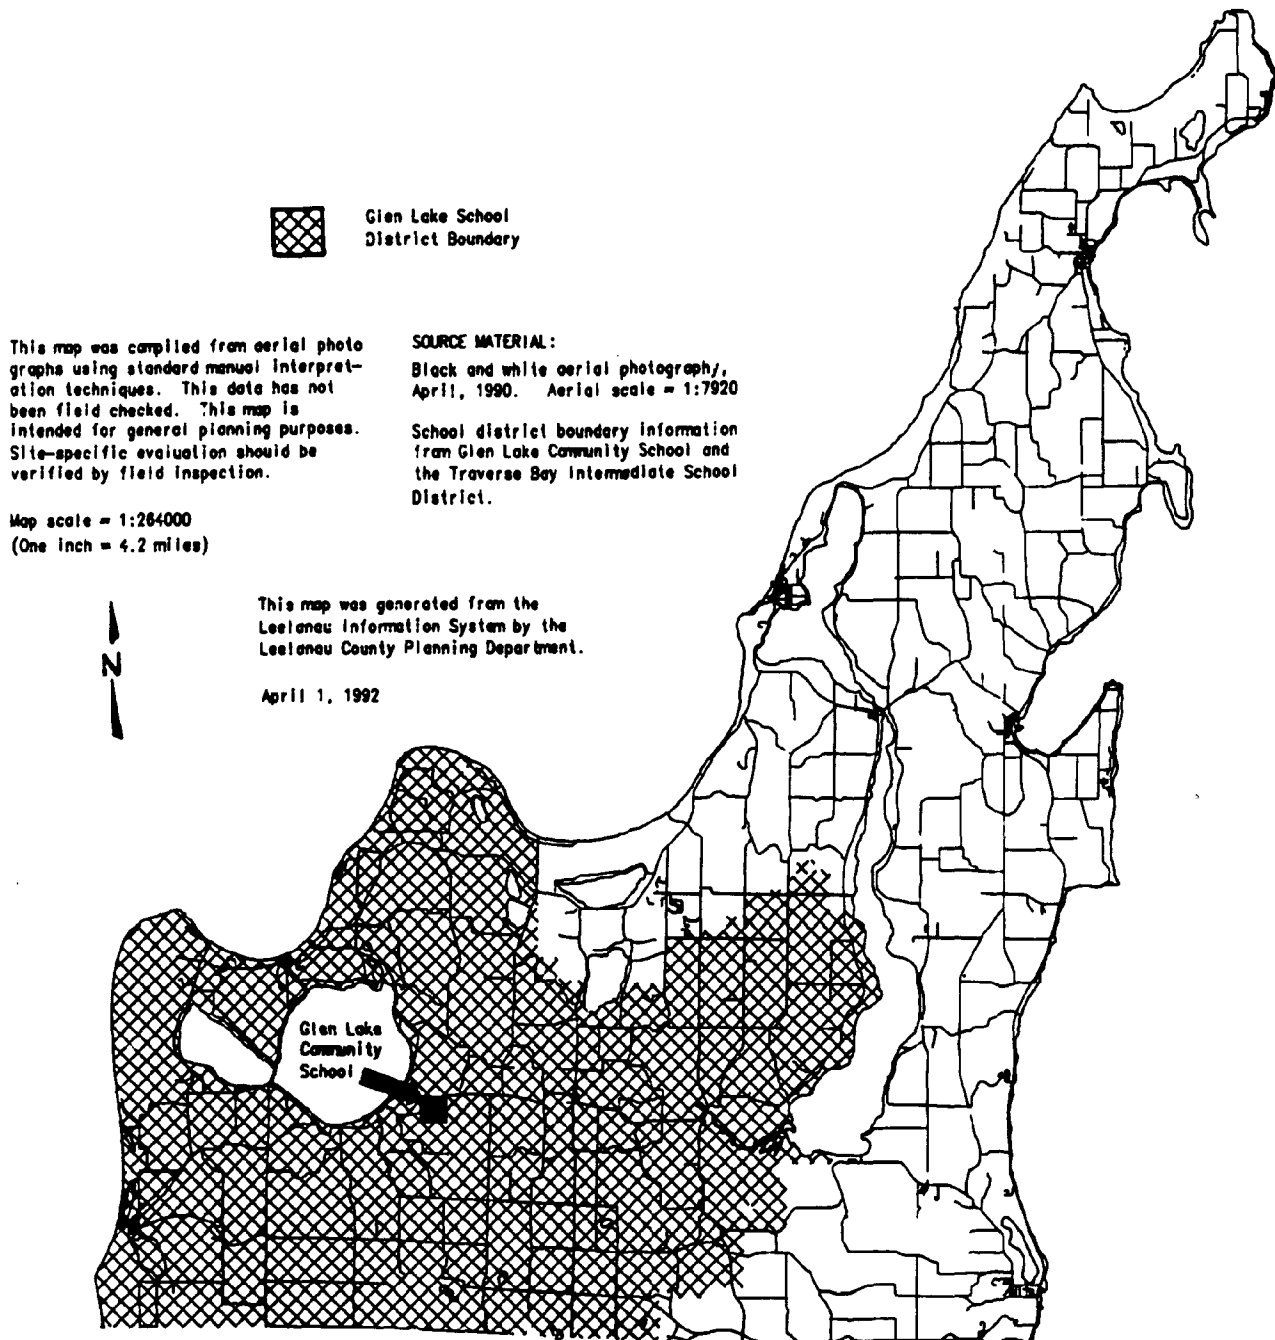 Glen Lake School
District Boundary
This map was compiled from aerial photo
graphs using standard manual interpret-
ation techniques. This data has not
been field checked. This map is
intended for general planning purposes.
Site-specific evaluation should be
verified by field inspection.
Map scale = 1:264000
(One inch = 4.2 miles)
SOURCE MATERIAL:
Black and white aerial photography,
April, 1990. Aerial scale = 1:7920
School district boundary information
from Glen Lake Community School and
the Traverse Bay Intermediate School
District.
This map was generated from the
Leelanau Information System by the
Leelanau County Planning Department.
April 1, 1992
N
Glen Lake
Community
School